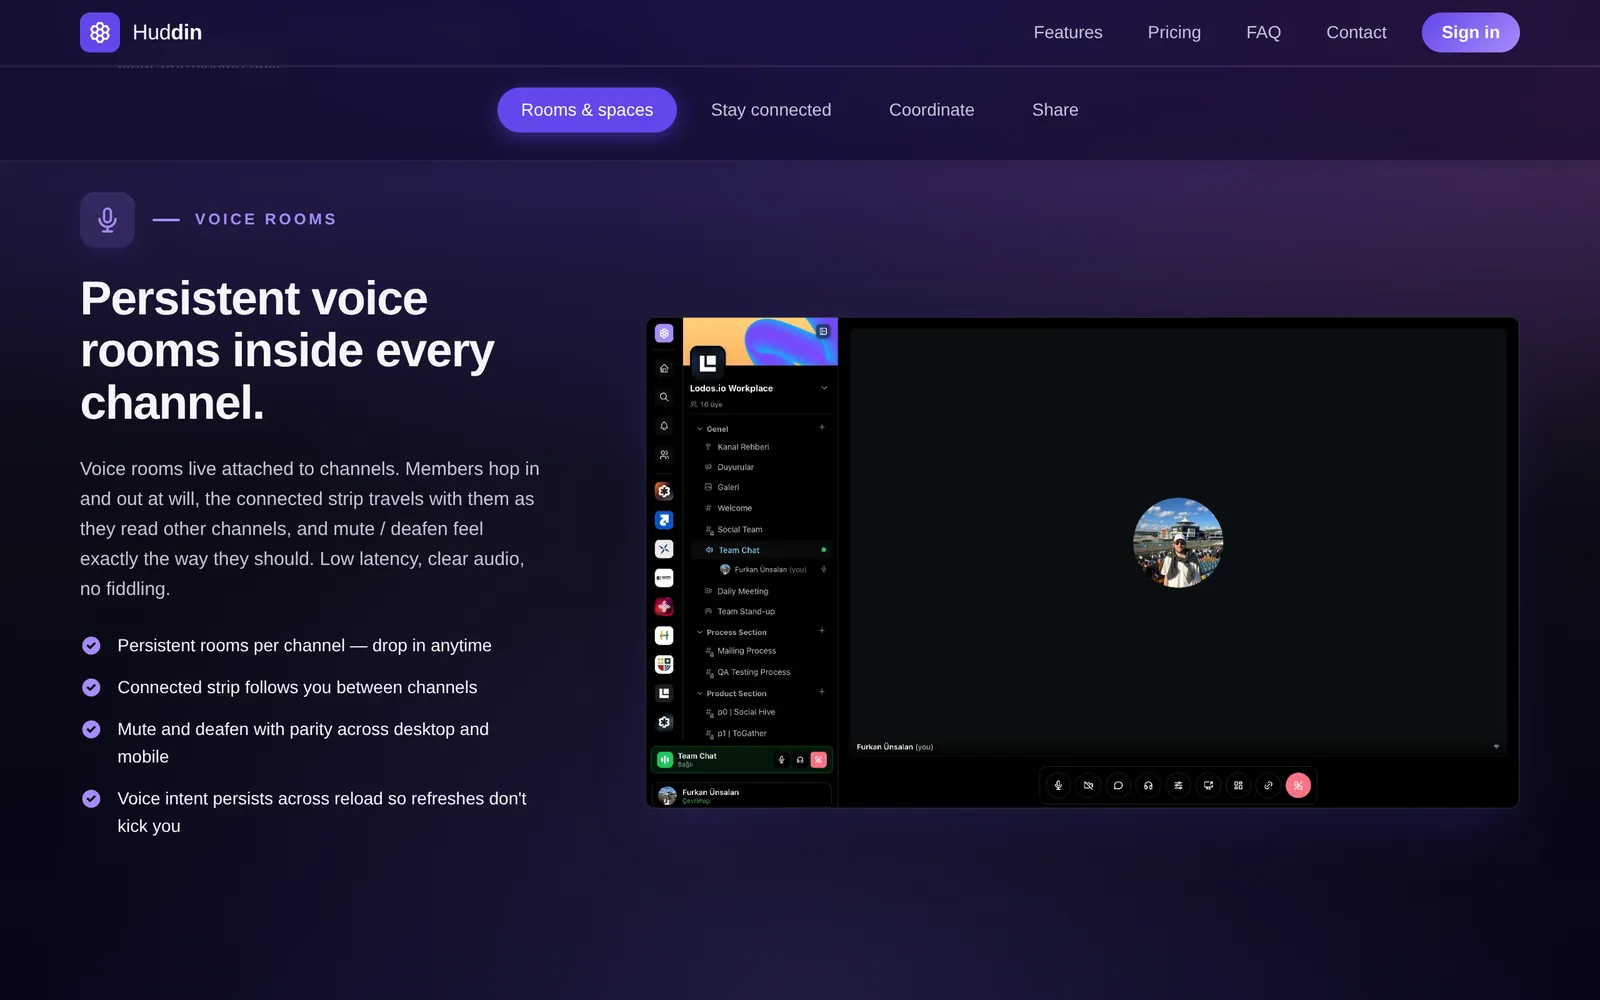 Huddin
Features
Pricing
FAQ
Contact
Sign in
Rooms & spaces
Stay connected
Coordinate
Share
VOICE ROOMS
Persistent voice
rooms inside every
channel.
Voice rooms live attached to channels. Members hop in
and out at will, the connected strip travels with them as
they read other channels, and mute / deafen feel
exactly the way they should. Low latency, clear audio,
no fiddling.
Persistent rooms per channel — drop in anytime
Connected strip follows you between channels
Mute and deafen with parity across desktop and
mobile
Voice intent persists across reload so refreshes don't
kick you
Lodos.io Workplace
10 üye
Genel
Kanal Rehberi
Duyurular
Galeri
Welcome
Social Team
Team Chat
Furkan Ünsalan (you)
Daily Meeting
Team Stand-up
Process Section
Mailing Process
QA Testing Process
Product Section
p0 | Social Hive
p1 | ToGather
Team Chat
Bağlı
Furkan Ünsalan
Çevrimiçi
Furkan Ünsalan (you)